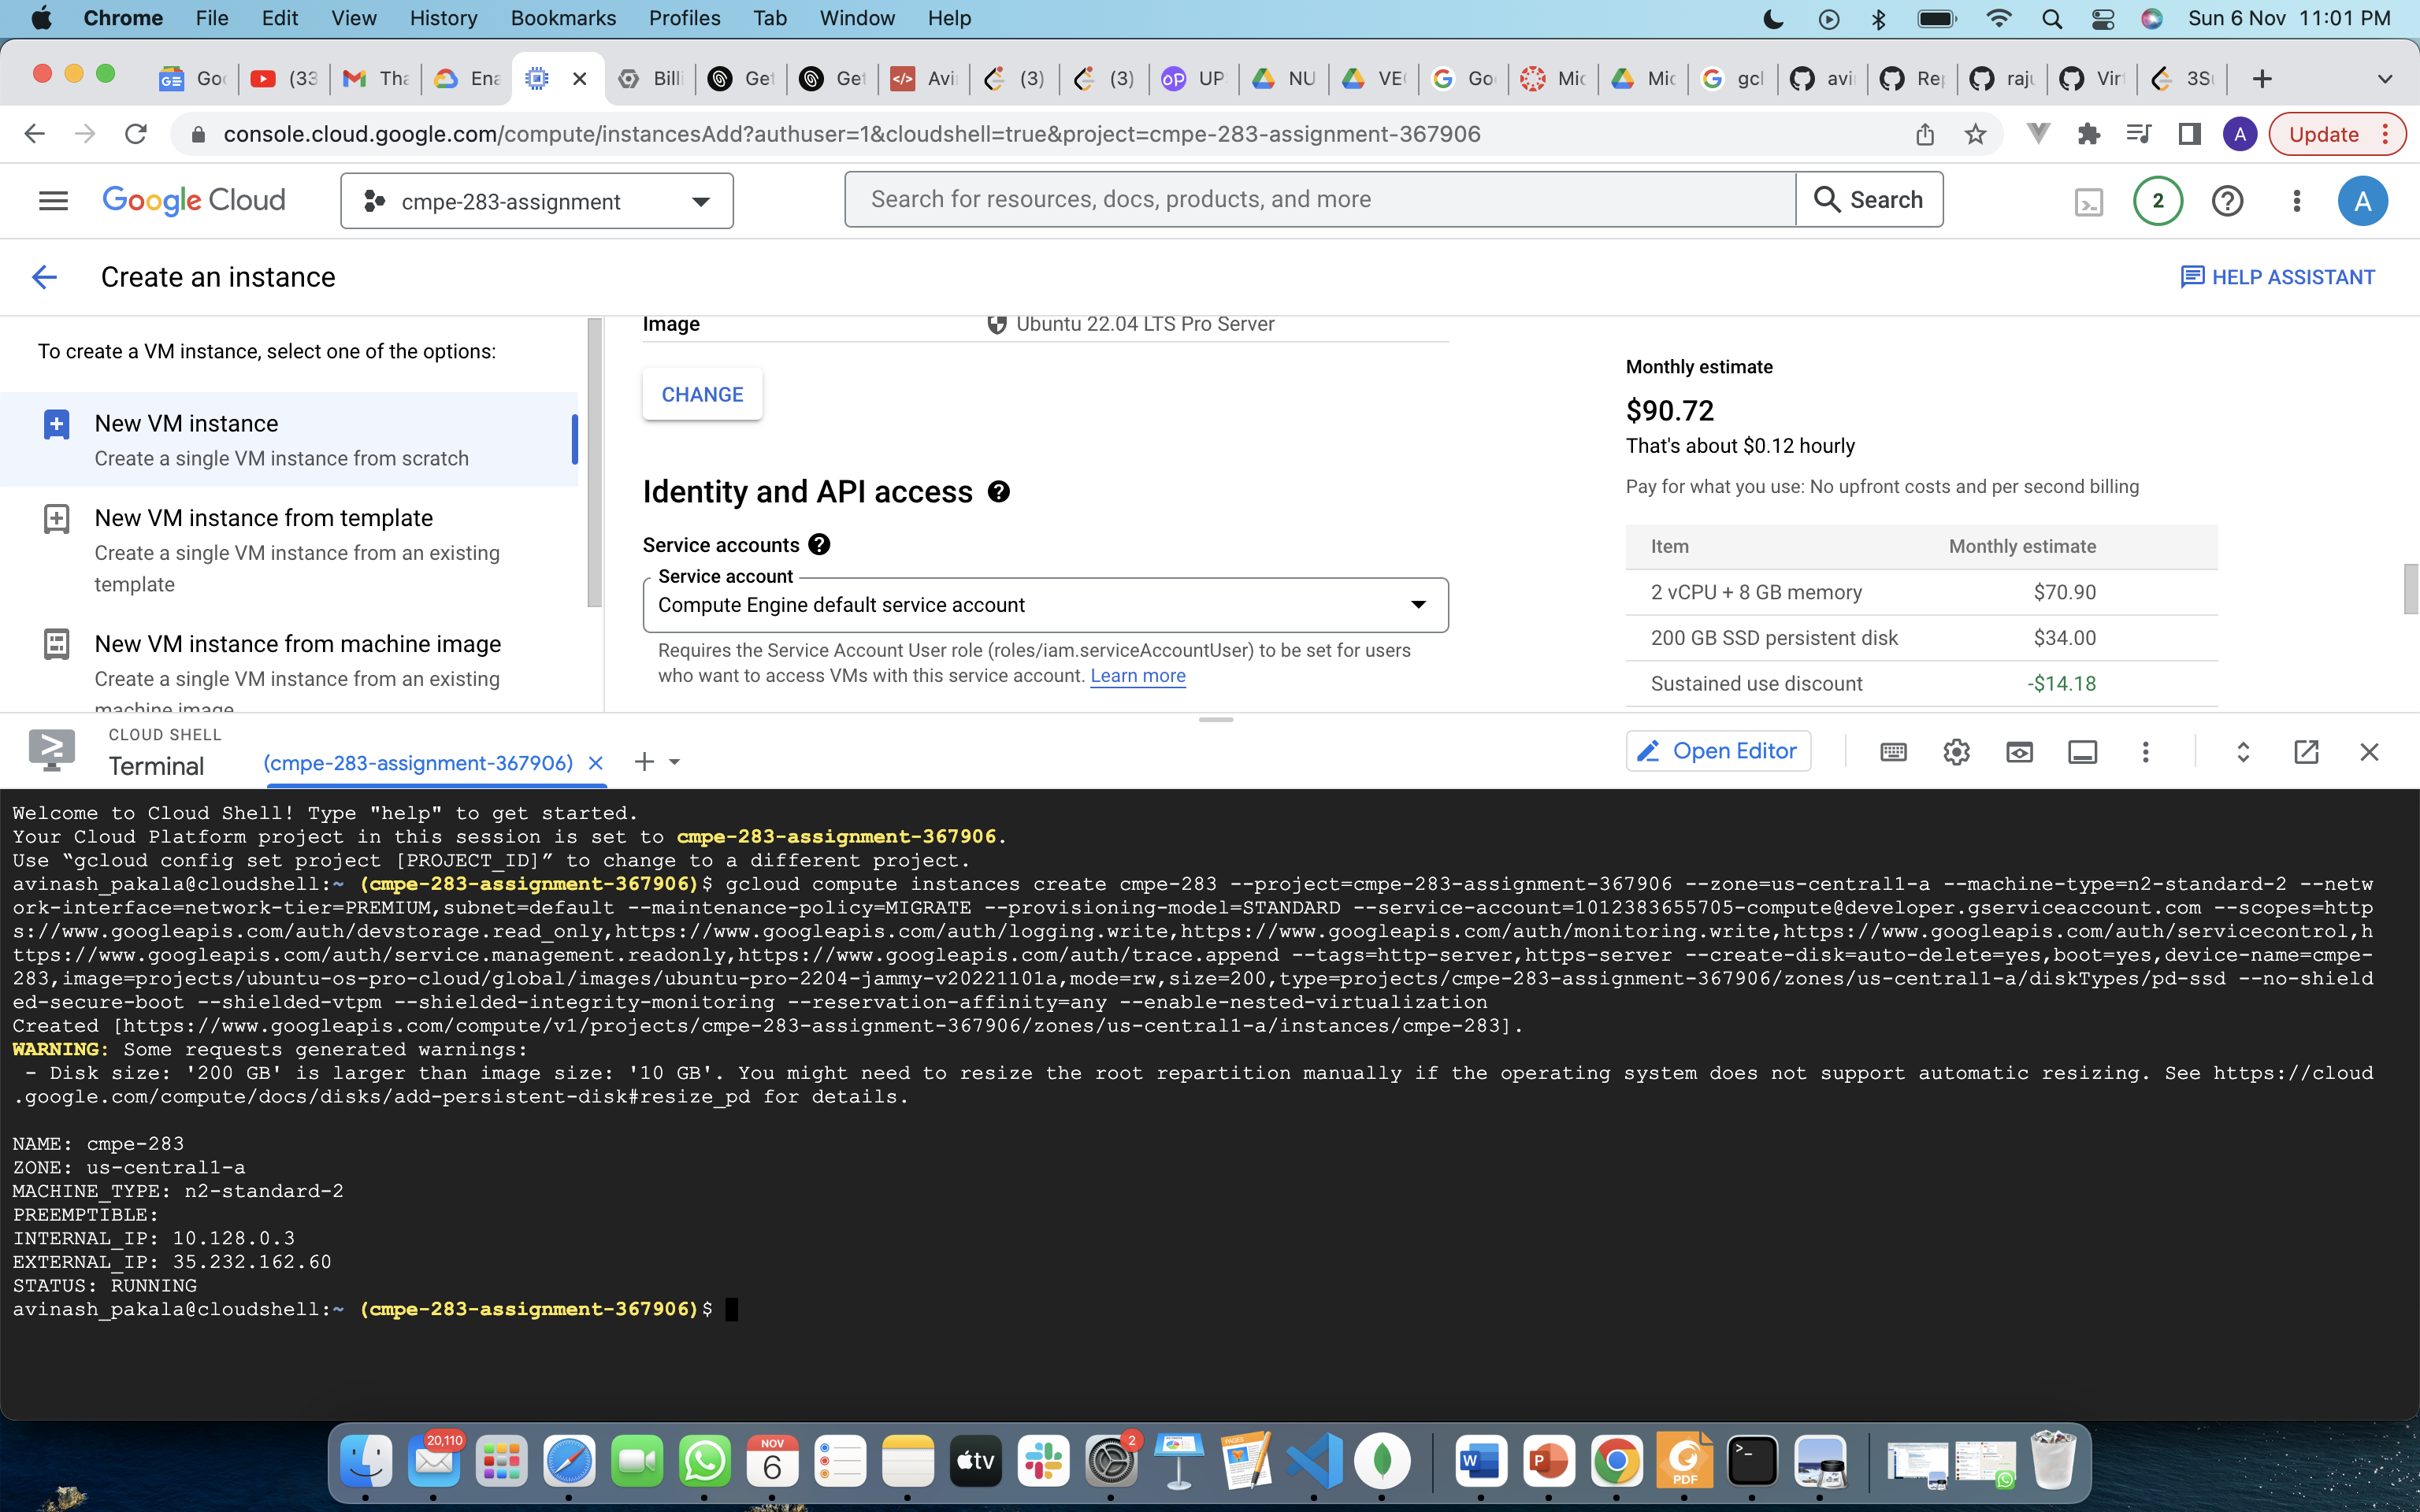 Chrome File Edit View History Bookmarks Profiles Tab Window Help Sun 6 Nov 11:01 PM
Goo (33 Tha Ena Billi Get Get Avi (3) (3) UP NU VE Go Mic Mic gcl avi Rep raju Virt 3Su
console.cloud.google.com/compute/instancesAdd?authuser=1&cloudshell=true&project=cmpe-283-assignment-367906
A Update
Google Cloud cmpe-283-assignment Search for resources, docs, products, and more Search 2 A
Create an instance HELP ASSISTANT
To create a VM instance, select one of the options:
New VM instance
Create a single VM instance from scratch
New VM instance from template
Create a single VM instance from an existing
template
New VM instance from machine image
Create a single VM instance from an existing
machine image
Image Ubuntu 22.04 LTS Pro Server
CHANGE
Identity and API access
Service accounts
Service account
Compute Engine default service account
Requires the Service Account User role (roles/iam.serviceAccountUser) to be set for users
who want to access VMs with this service account. Learn more
Monthly estimate
$90.72
That's about $0.12 hourly
Pay for what you use: No upfront costs and per second billing
Item Monthly estimate
2 vCPU + 8 GB memory $70.90
200 GB SSD persistent disk $34.00
Sustained use discount -$14.18
CLOUD SHELL
Terminal (cmpe-283-assignment-367906) Open Editor
Welcome to Cloud Shell! Type "help" to get started.
Your Cloud Platform project in this session is set to cmpe-283-assignment-367906.
Use “gcloud config set project [PROJECT_ID]” to change to a different project.
avinash_pakala@cloudshell:~ (cmpe-283-assignment-367906)$ gcloud compute instances create cmpe-283 --project=cmpe-283-assignment-367906 --zone=us-central1-a --machine-type=n2-standard-2 --netw
ork-interface=network-tier=PREMIUM,subnet=default --maintenance-policy=MIGRATE --provisioning-model=STANDARD --service-account=1012383655705-compute@developer.gserviceaccount.com --scopes=http
s://www.googleapis.com/auth/devstorage.read_only,https://www.googleapis.com/auth/logging.write,https://www.googleapis.com/auth/monitoring.write,https://www.googleapis.com/auth/servicecontrol,h
ttps://www.googleapis.com/auth/service.management.readonly,https://www.googleapis.com/auth/trace.append --tags=http-server,https-server --create-disk=auto-delete=yes,boot=yes,device-name=cmpe-
283,image=projects/ubuntu-os-pro-cloud/global/images/ubuntu-pro-2204-jammy-v20221101a,mode=rw,size=200,type=projects/cmpe-283-assignment-367906/zones/us-central1-a/diskTypes/pd-ssd --no-shield
ed-secure-boot --shielded-vtpm --shielded-integrity-monitoring --reservation-affinity=any --enable-nested-virtualization
Created [https://www.googleapis.com/compute/v1/projects/cmpe-283-assignment-367906/zones/us-central1-a/instances/cmpe-283].
WARNING: Some requests generated warnings:
- Disk size: '200 GB' is larger than image size: '10 GB'. You might need to resize the root repartition manually if the operating system does not support automatic resizing. See https://cloud
.google.com/compute/docs/disks/add-persistent-disk#resize_pd for details.
NAME: cmpe-283
ZONE: us-central1-a
MACHINE_TYPE: n2-standard-2
PREEMPTIBLE:
INTERNAL_IP: 10.128.0.3
EXTERNAL_IP: 35.232.162.60
STATUS: RUNNING
avinash_pakala@cloudshell:~ (cmpe-283-assignment-367906)$
20,110 NOV 6 tv 2 W P PDF